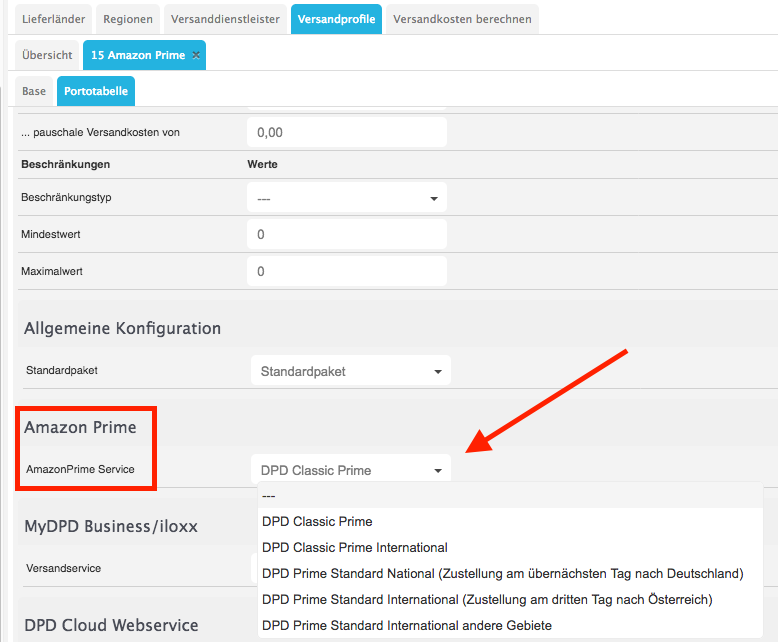 Lieferländer Regionen Versanddienstleister Versandprofile Versandkosten berechnen
Übersicht 15 Amazon Prime ×
Base Portotabelle
... pauschale Versandkosten von 0,00
Beschränkungen Werte
Beschränkungstyp ---
Mindestwert 0
Maximalwert 0
Allgemeine Konfiguration
Standardpaket Standardpaket
Amazon Prime
AmazonPrime Service DPD Classic Prime
---
DPD Classic Prime
DPD Classic Prime International
DPD Prime Standard National (Zustellung am übernächsten Tag nach Deutschland)
DPD Prime Standard International (Zustellung am dritten Tag nach Österreich)
DPD Prime Standard International andere Gebiete
MyDPD Business/iloxx
Versandservice
DPD Cloud Webservice